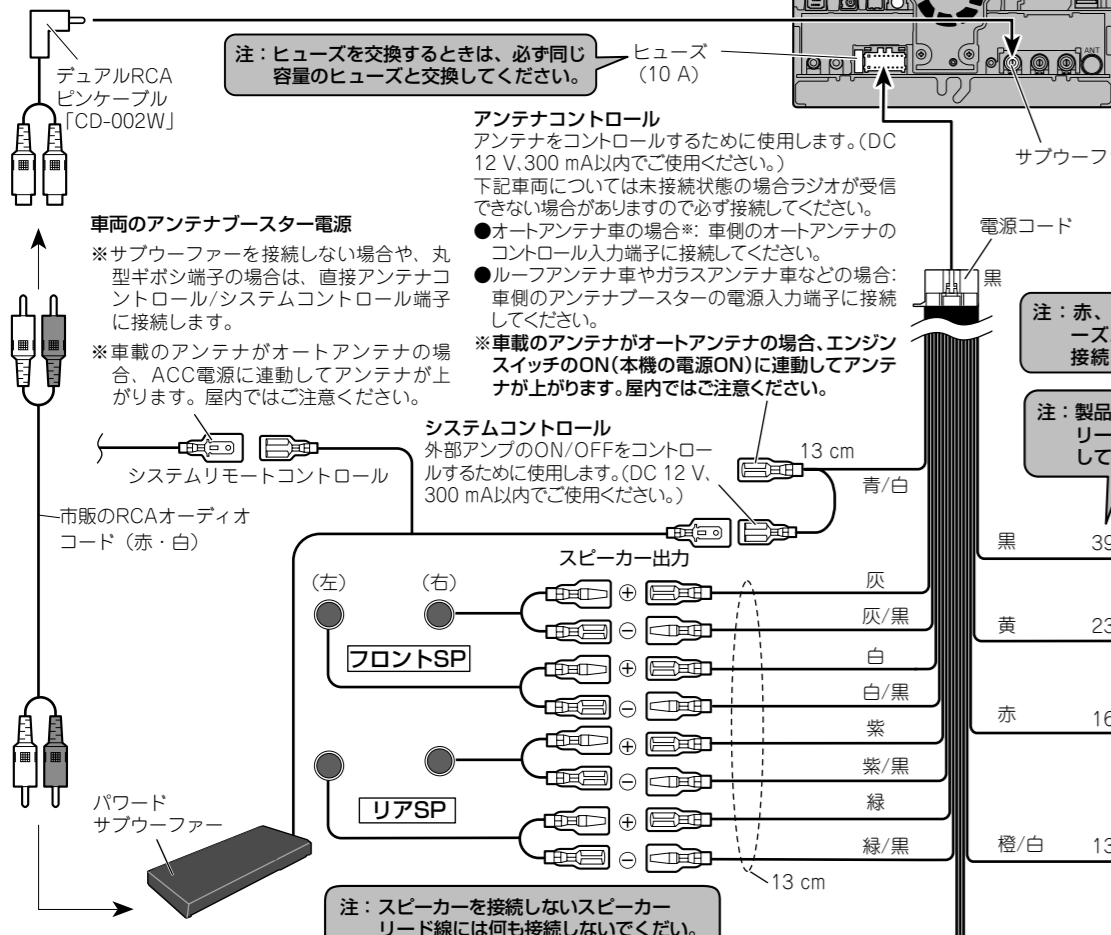 デュアルRCA
ピンケーブル
「CD-002W」
注：ヒューズを交換するときは、必ず同じ
容量のヒューズと交換してください。
ヒューズ
(10 A)
ANT
サブウーファ
アンテナコントロール
アンテナをコントロールするために使用します。(DC
12 V、300 mA以内でご使用ください。)
下記車両については未接続状態の場合ラジオが受信
できない場合がありますので必ず接続してください。
●オートアンテナ車の場合※: 車側のオートアンテナの
コントロール入力端子に接続してください。
●ルーフアンテナ車やガラスアンテナ車などの場合:
車側のアンテナブースターの電源入力端子に接続
してください。
※車載のアンテナがオートアンテナの場合、エンジン
スイッチのON(本機の電源ON)に連動してアンテ
ナが上がります。屋内ではご注意ください。
車両のアンテナブースター電源
※サブウーファーを接続しない場合や、丸
型ギボシ端子の場合は、直接アンテナコ
ントロール/システムコントロール端子
に接続します。
※車載のアンテナがオートアンテナの場
合、ACC電源に連動してアンテナが上
がります。屋内ではご注意ください。
システムリモートコントロール
市販のRCAオーディオ
コード（赤・白）
システムコントロール
外部アンプのON/OFFをコントロー
ルするために使用します。(DC 12 V、
300 mA以内でご使用ください。)
13 cm
青/白
電源コード
黒
注：赤、
ーズ
接続
注：製品
リー
して
スピーカー出力
(左)
(右)
フロントSP
リアSP
⊕
⊖
⊕
⊖
⊕
⊖
⊕
⊖
灰
灰/黒
白
白/黒
紫
紫/黒
緑
緑/黒
13 cm
黒 39
黄 23
赤 16
橙/白 13
パワード
サブウーファー
注：スピーカーを接続しないスピーカー
リード線には何も接続しないでくだい。